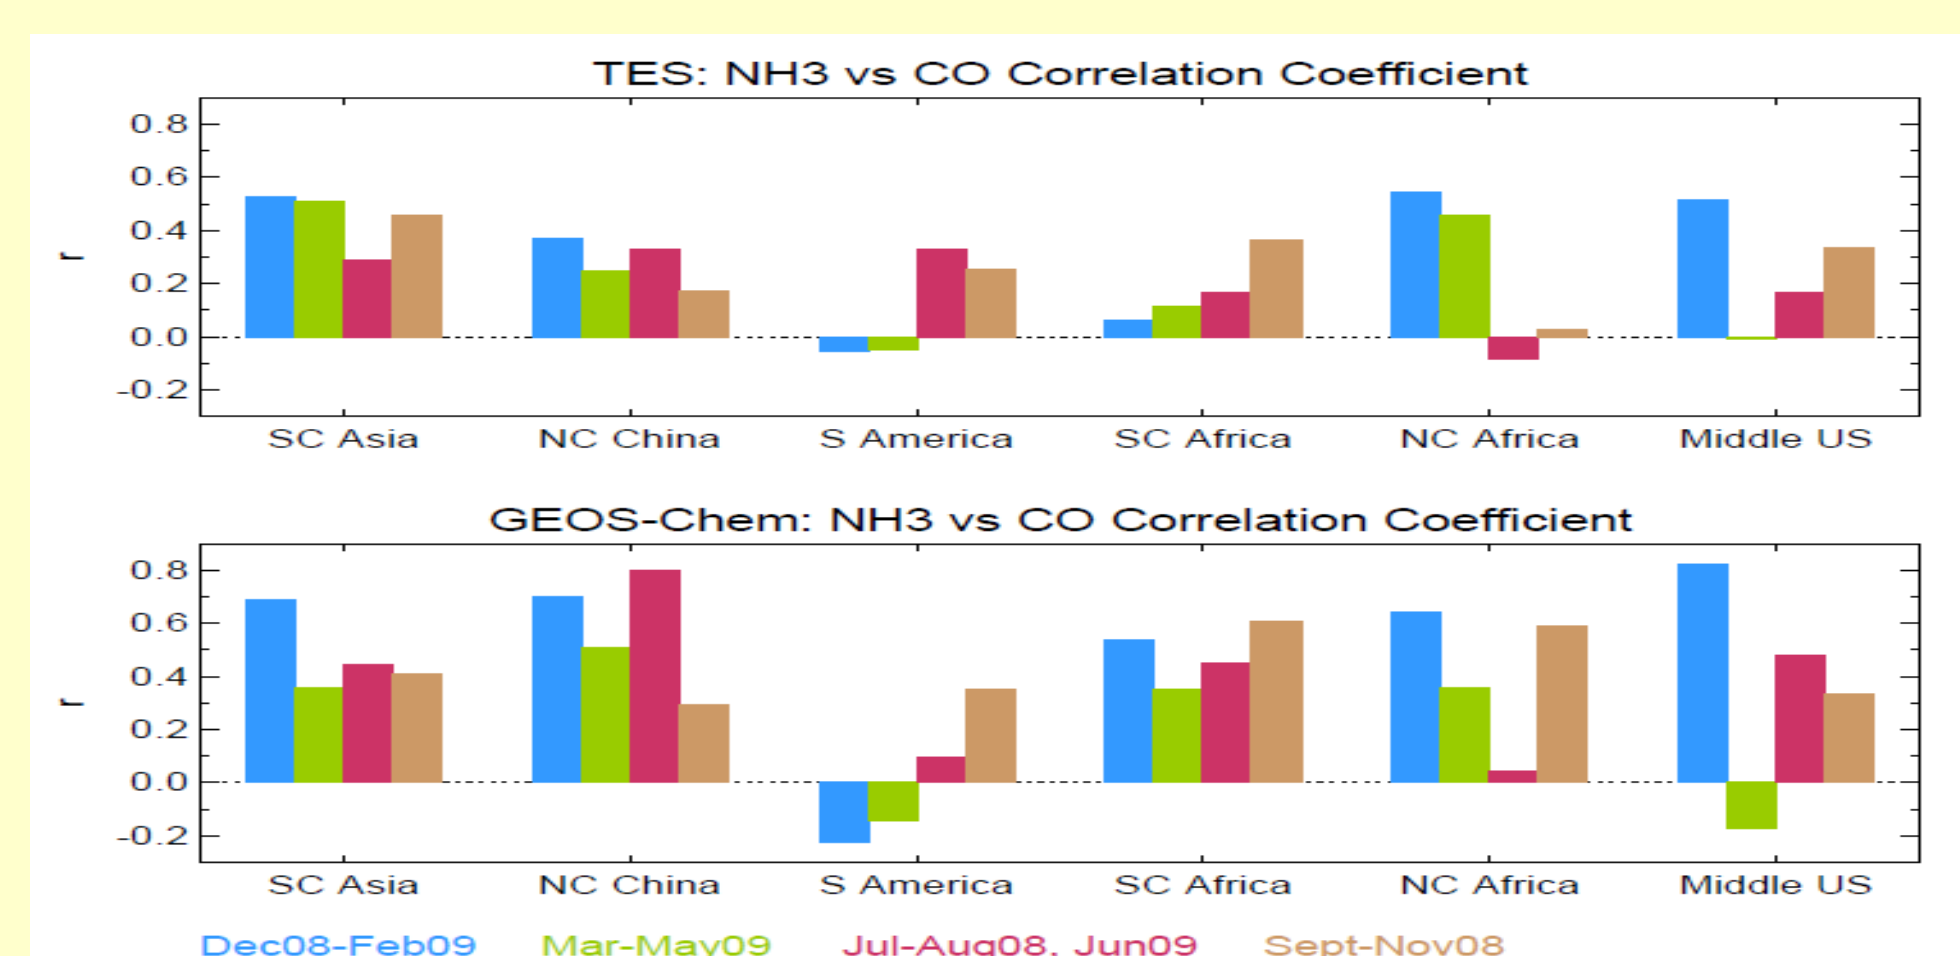 TES: NH3 vs CO Correlation Coefficient
0.8
0.6
0.4
0.2
0.0
-0.2
r
SC Asia NC China S America SC Africa NC Africa Middle US
GEOS-Chem: NH3 vs CO Correlation Coefficient
0.8
0.6
0.4
0.2
0.0
-0.2
r
SC Asia NC China S America SC Africa NC Africa Middle US
Dec08-Feb09 Mar-May09 Jul-Aug08, Jun09 Sept-Nov08